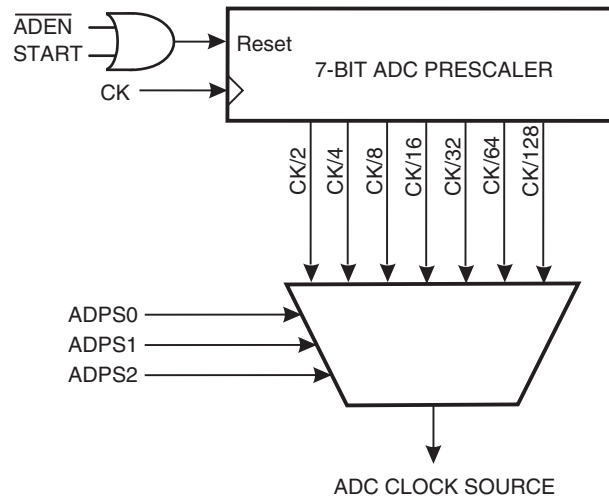 ADEN
START
Reset
7-BIT ADC PRESCALER
CK
CK/2
CK/4
CK/8
CK/16
CK/32
CK/64
CK/128
ADPS0
ADPS1
ADPS2
ADC CLOCK SOURCE